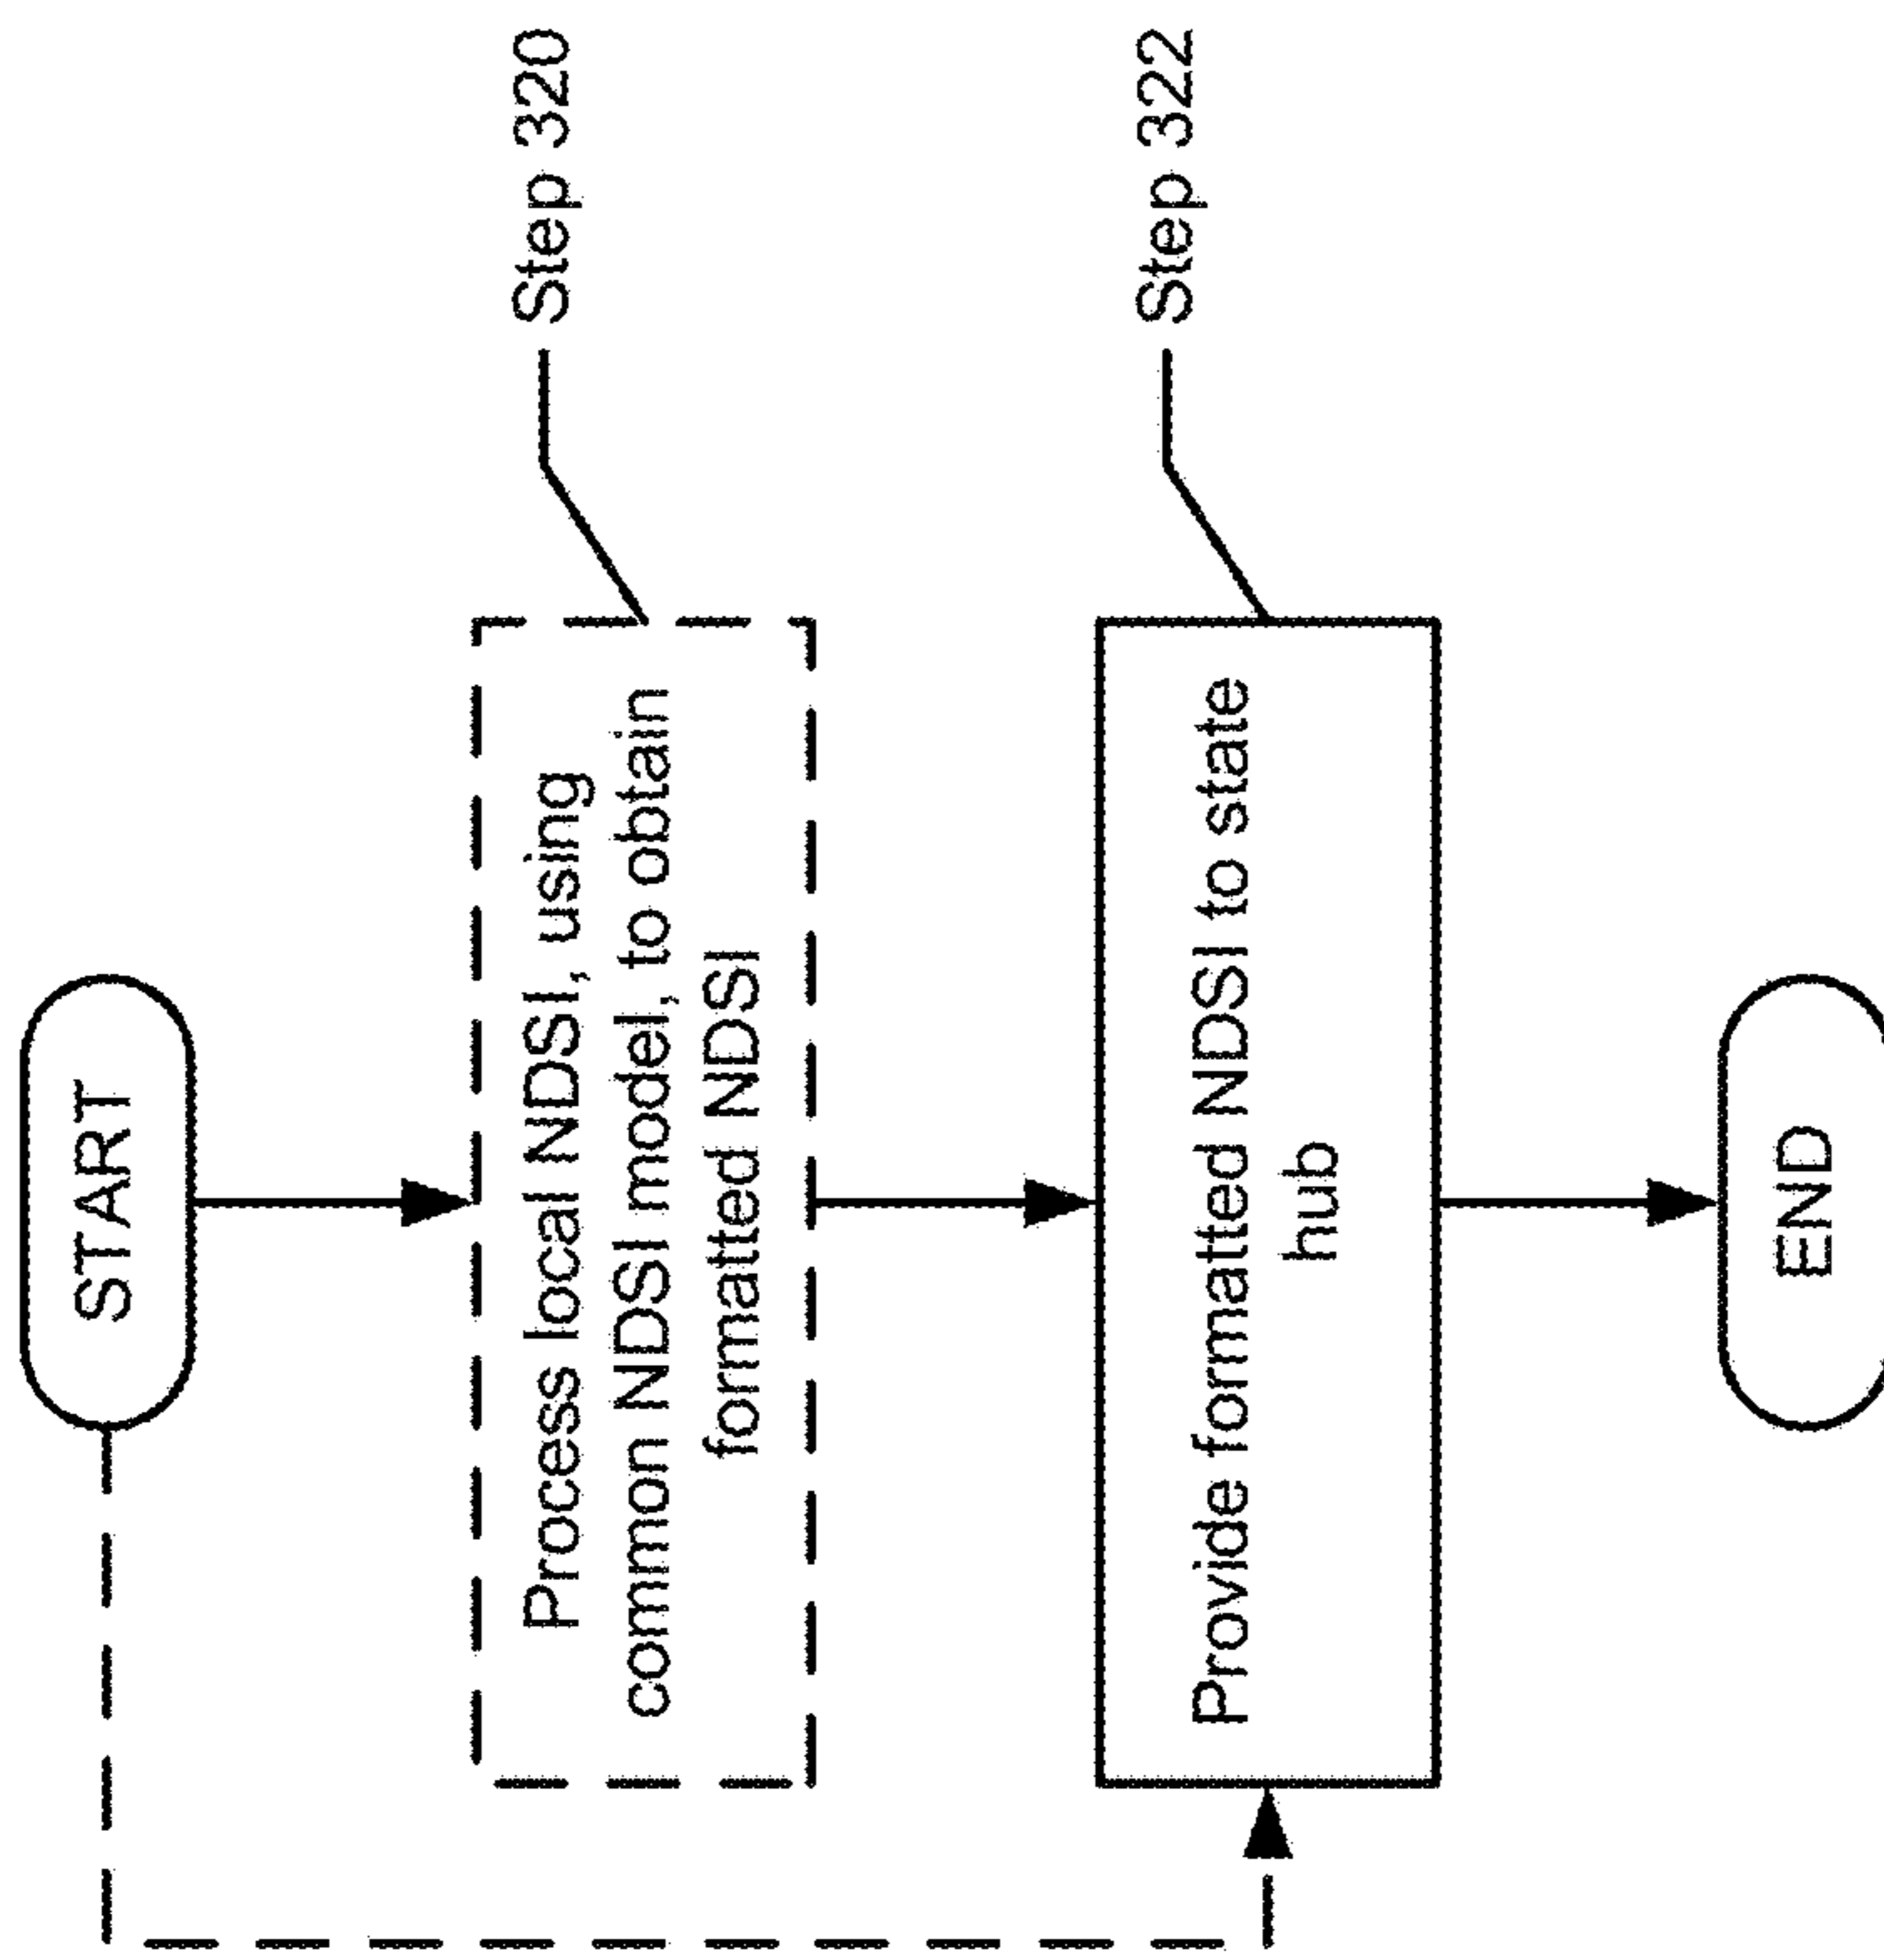 START
Process local NDSI, using
common NDSI model, to obtain
formatted NDSI
Step 320
Provide formatted NDSI to state
hub
Step 322
END